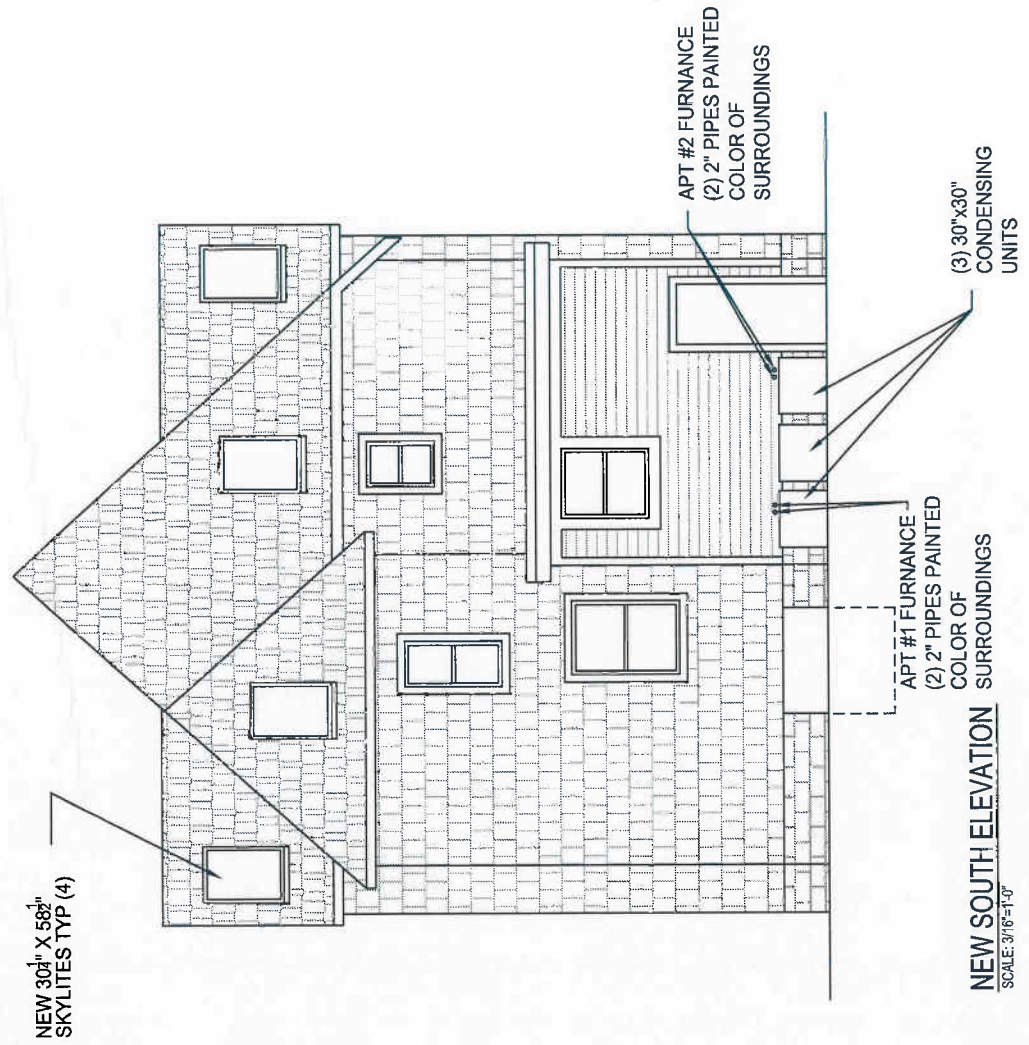 NEW 30¼" X 58½"
SKYLITES TYP (4)
APT #2 FURNANCE
(2) 2" PIPES PAINTED
COLOR OF
SURROUNDINGS
(3) 30"x30"
CONDENSING
UNITS
APT #1 FURNANCE
(2) 2" PIPES PAINTED
COLOR OF
SURROUNDINGS
NEW SOUTH ELEVATION
SCALE: 3/16"=1'-0"